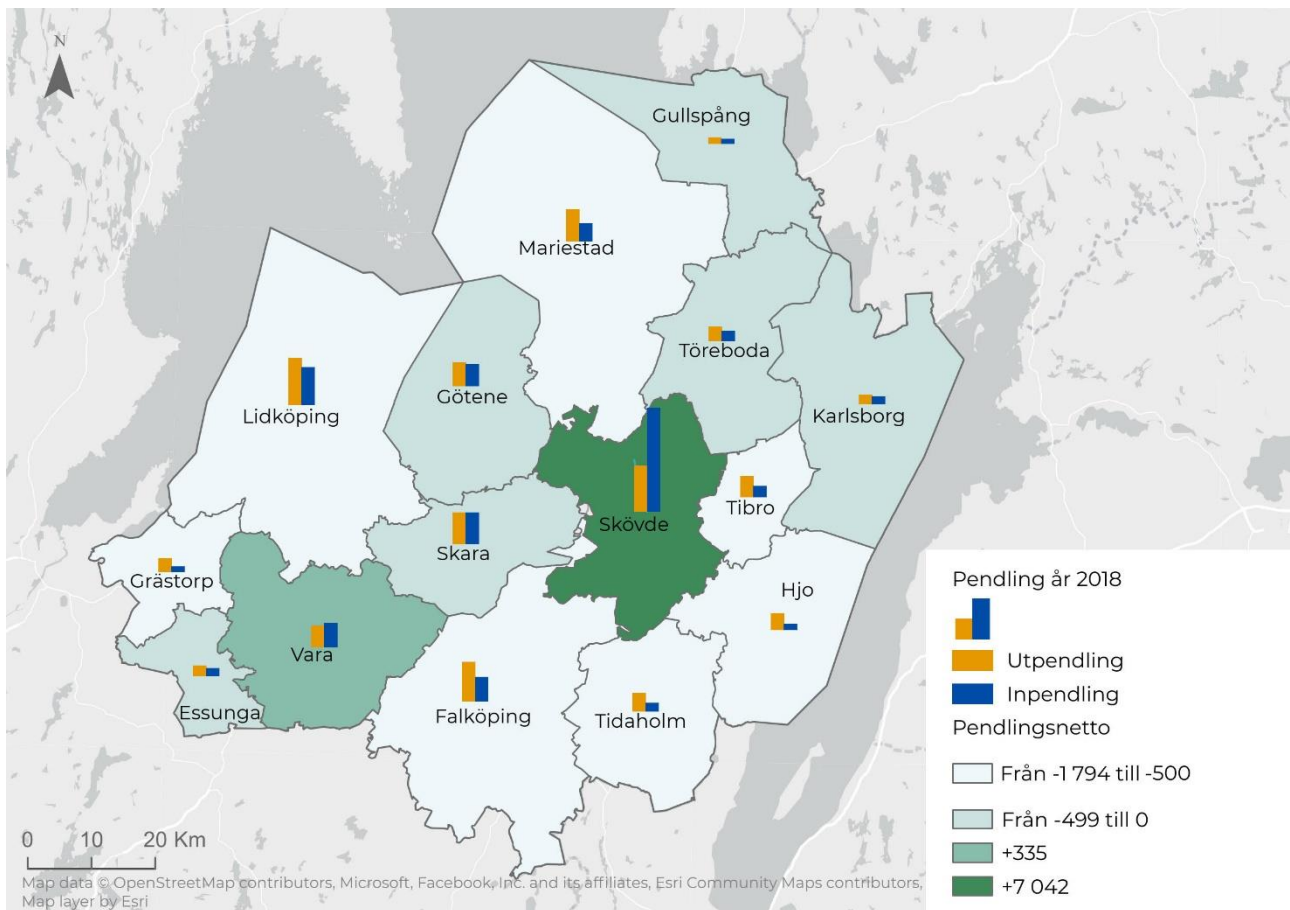 N
Gullspång
Mariestad
Töreboda
Götene
Lidköping
Karlsborg
Tibro
Skövde
Skara
Grästorp
Hjo
Vara
Essunga
Falköping
Tidaholm
Pendling år 2018
Utpendling
Inpendling
Pendlingsnetto
Från -1 794 till -500
Från -499 till 0
+335
+7 042
0 10 20 Km
Map data © OpenStreetMap contributors, Microsoft, Facebook, Inc. and its affiliates, Esri Community Maps contributors,
Map layer by Esri